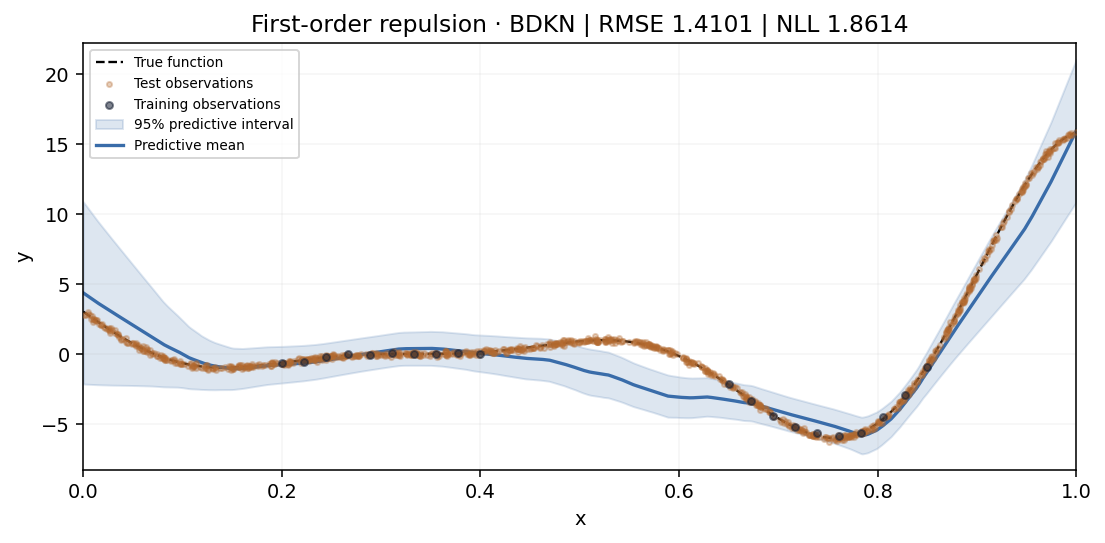 First-order repulsion · BDKN | RMSE 1.4101 | NLL 1.8614
True function
Test observations
Training observations
95% predictive interval
Predictive mean
y
20
15
10
5
0
−5
0.0 0.2 0.4 0.6 0.8 1.0
x